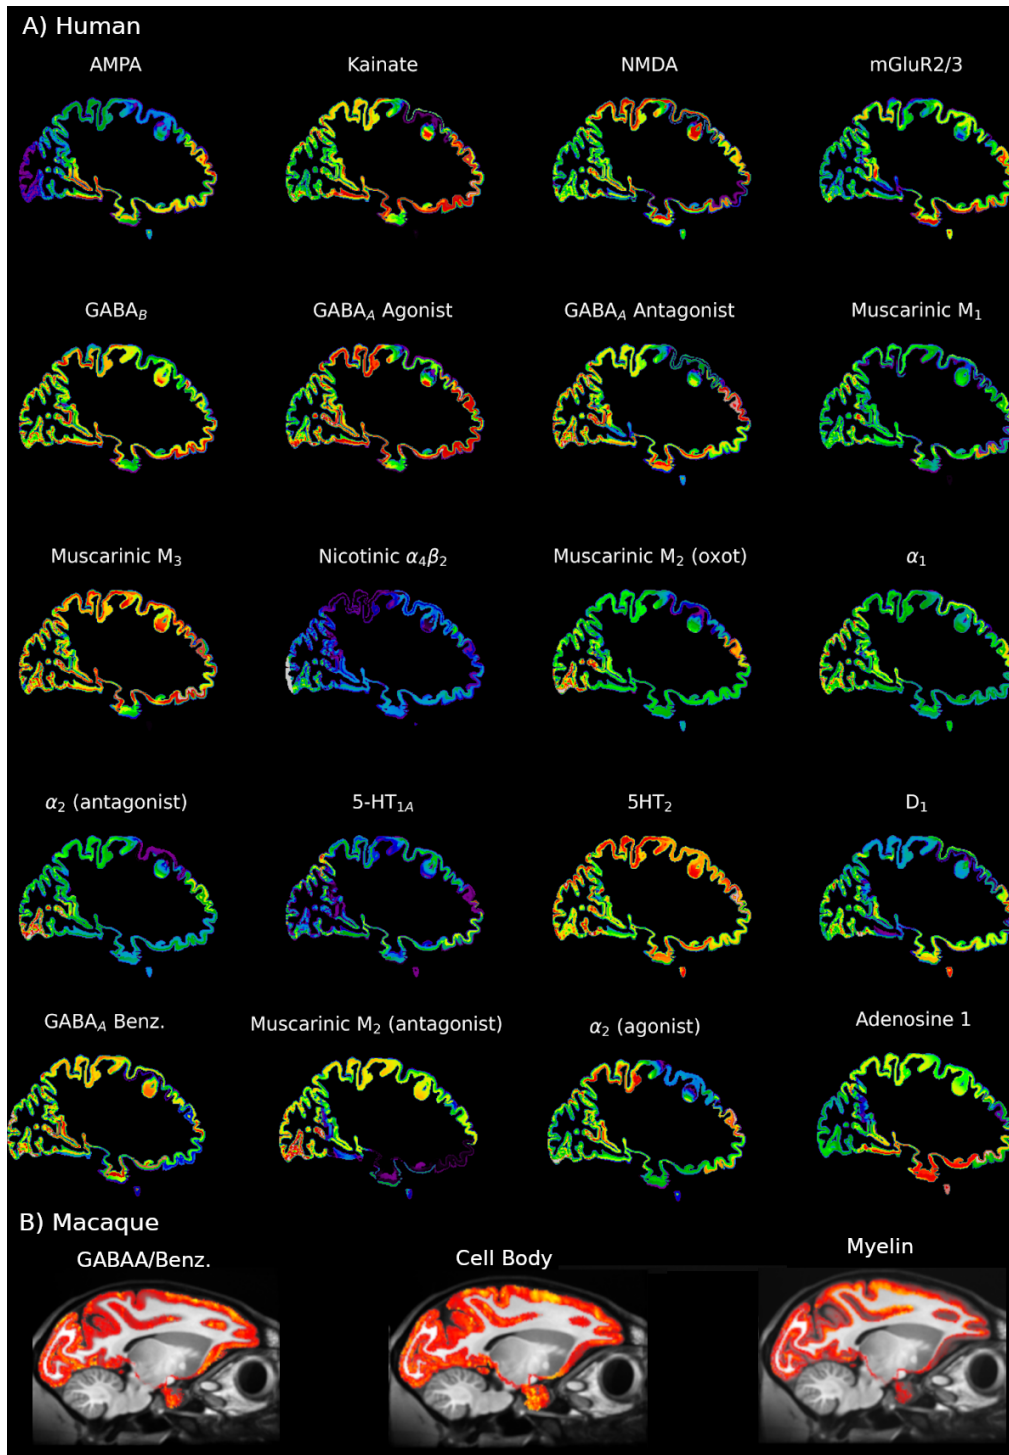 A) Human
AMPA
Kainate
NMDA
mGluR2/3
GABA_B
GABA_A Agonist
GABA_A Antagonist
Muscarinic M_1
Muscarinic M_3
Nicotinic α_4β_2
Muscarinic M_2 (oxot)
α_1
α_2 (antagonist)
5-HT_1A
5HT_2
D_1
GABA_A Benz.
Muscarinic M_2 (antagonist)
α_2 (agonist)
Adenosine 1
B) Macaque
GABAA/Benz.
Cell Body
Myelin